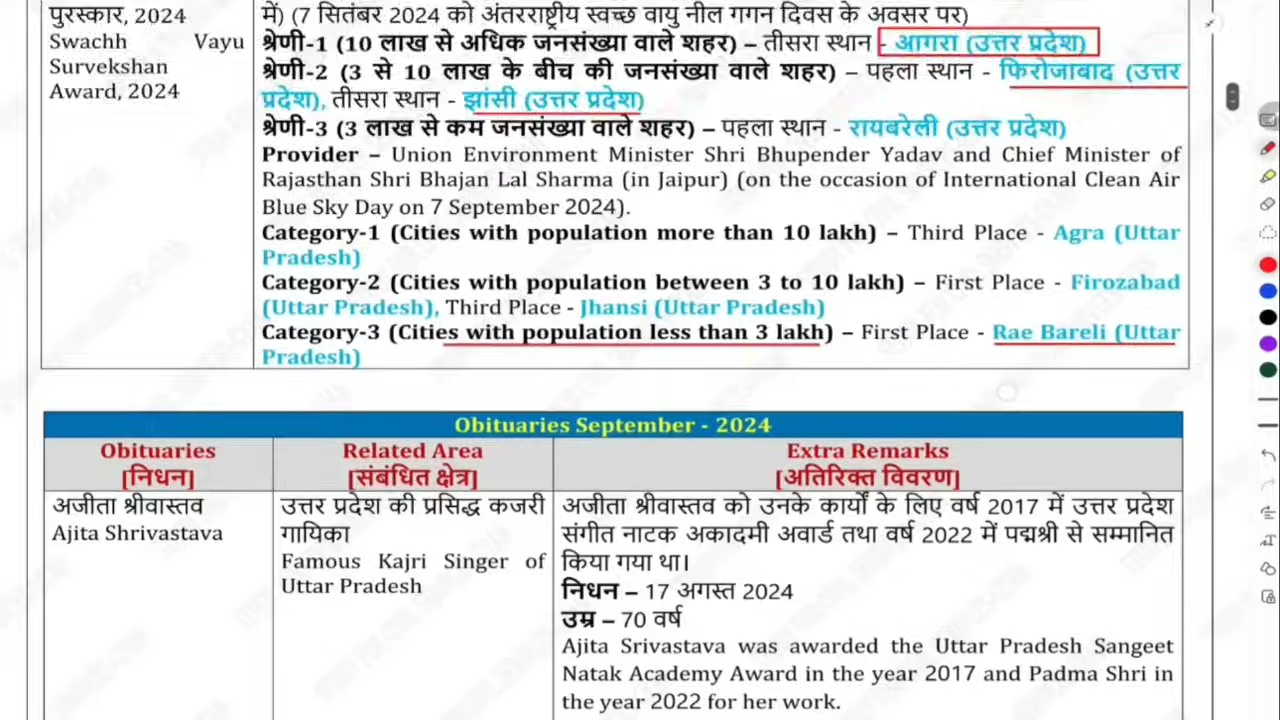 पुरस्कार, 2024
Swachh Vayu
Survekshan
Award, 2024
में) (7 सितंबर 2024 को अंतरराष्ट्रीय स्वच्छ वायु नील गगन दिवस के अवसर पर)
श्रेणी-1 (10 लाख से अधिक जनसंख्या वाले शहर) – तीसरा स्थान - आगरा (उत्तर प्रदेश)
श्रेणी-2 (3 से 10 लाख के बीच की जनसंख्या वाले शहर) – पहला स्थान - फिरोजाबाद (उत्तर
प्रदेश), तीसरा स्थान - झांसी (उत्तर प्रदेश)
श्रेणी-3 (3 लाख से कम जनसंख्या वाले शहर) – पहला स्थान - रायबरेली (उत्तर प्रदेश)
Provider – Union Environment Minister Shri Bhupender Yadav and Chief Minister of
Rajasthan Shri Bhajan Lal Sharma (in Jaipur) (on the occasion of International Clean Air
Blue Sky Day on 7 September 2024).
Category-1 (Cities with population more than 10 lakh) – Third Place - Agra (Uttar
Pradesh)
Category-2 (Cities with population between 3 to 10 lakh) – First Place - Firozabad
(Uttar Pradesh), Third Place - Jhansi (Uttar Pradesh)
Category-3 (Cities with population less than 3 lakh) – First Place - Rae Bareli (Uttar
Pradesh)
Obituaries September - 2024
Obituaries
[निधन]
Related Area
[संबंधित क्षेत्र]
Extra Remarks
[अतिरिक्त विवरण]
अजीता श्रीवास्तव
Ajita Shrivastava
उत्तर प्रदेश की प्रसिद्ध कजरी
गायिका
Famous Kajri Singer of
Uttar Pradesh
अजीता श्रीवास्तव को उनके कार्यों के लिए वर्ष 2017 में उत्तर प्रदेश
संगीत नाटक अकादमी अवार्ड तथा वर्ष 2022 में पद्मश्री से सम्मानित
किया गया था।
निधन – 17 अगस्त 2024
उम्र – 70 वर्ष
Ajita Srivastava was awarded the Uttar Pradesh Sangeet
Natak Academy Award in the year 2017 and Padma Shri in
the year 2022 for her work.